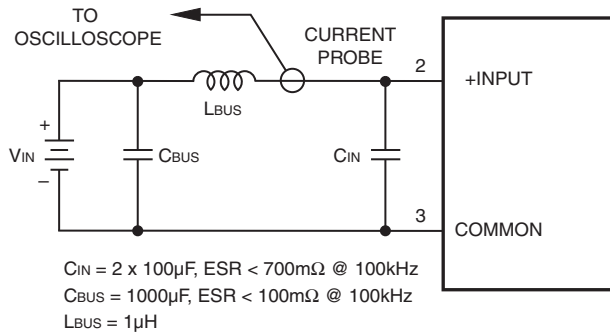 TO
OSCILLOSCOPE
CURRENT
PROBE
2
+INPUT
LBUS
+
VIN
–
CBUS
CIN
3
COMMON
CIN = 2 x 100µF, ESR < 700mΩ @ 100kHz
CBUS = 1000µF, ESR < 100mΩ @ 100kHz
LBUS = 1µH